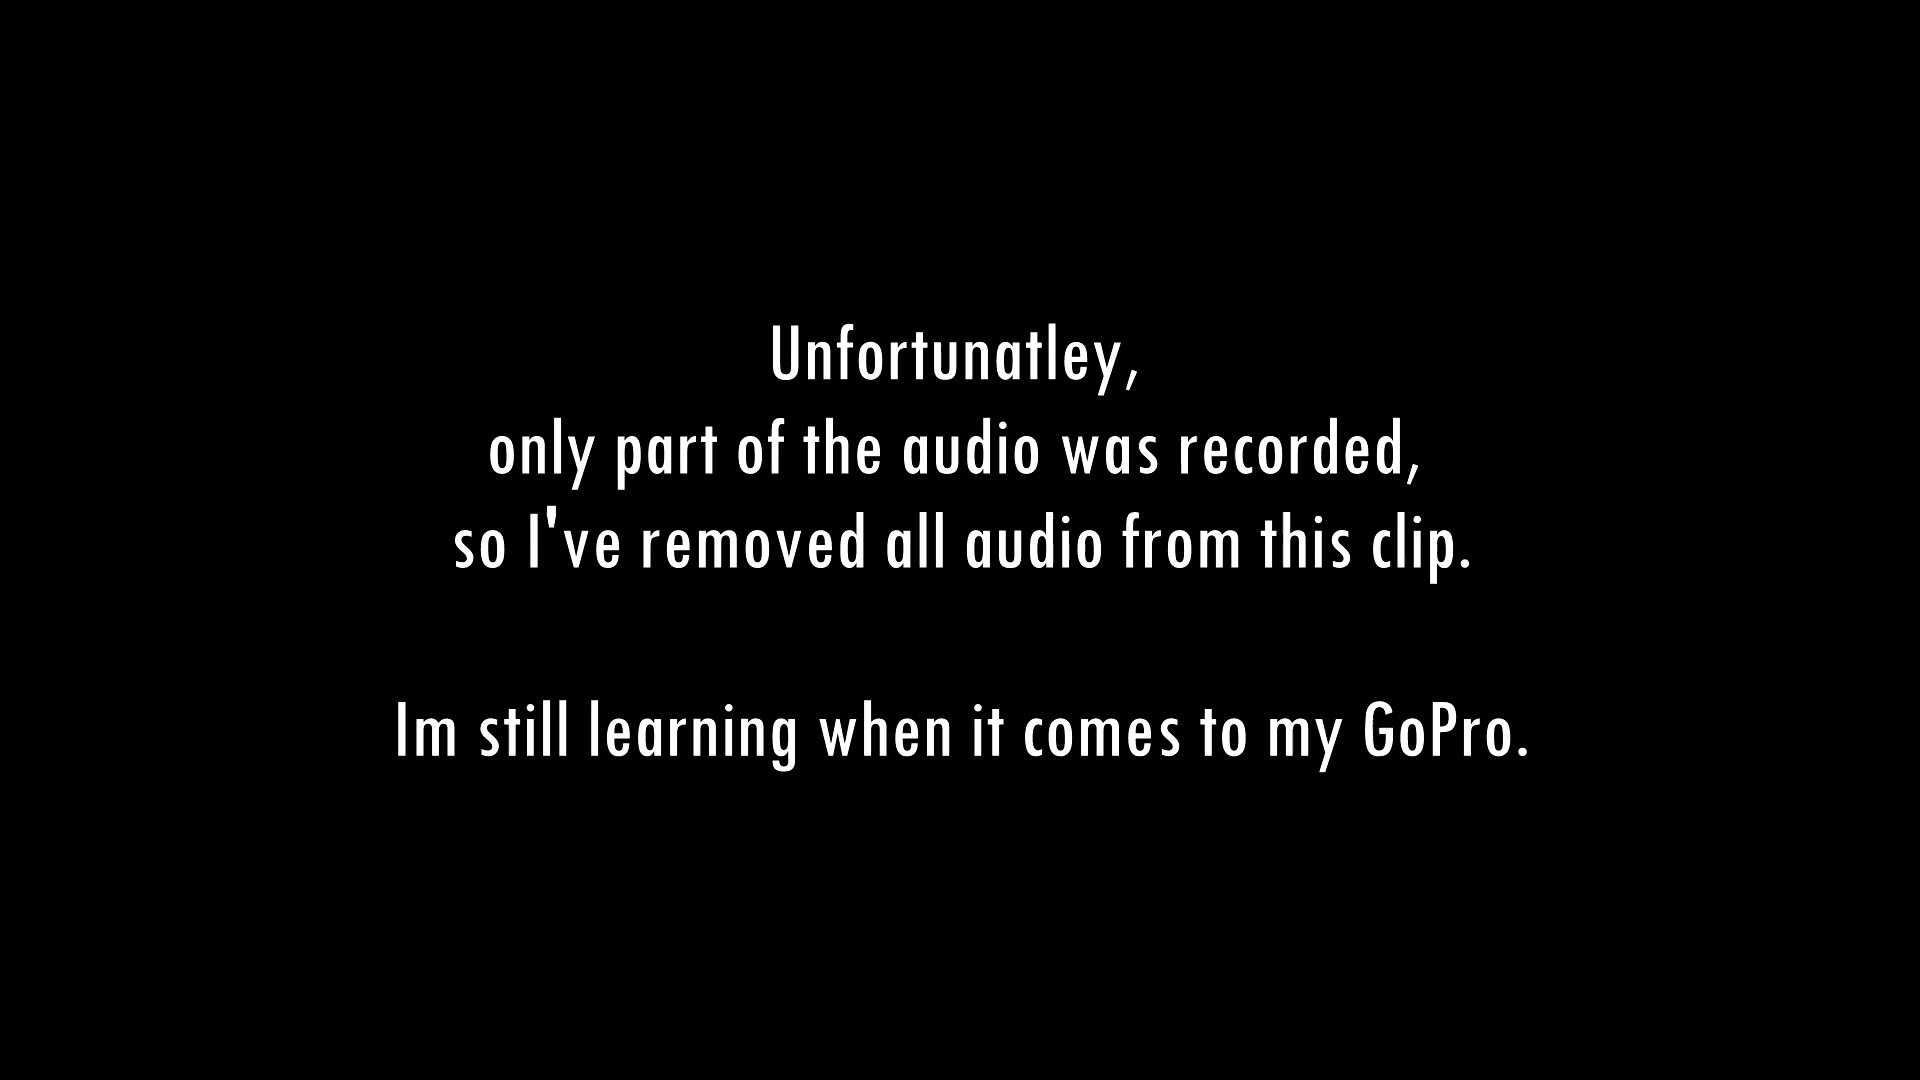 Unfortunatley,
only part of the audio was recorded,
so I've removed all audio from this clip.
Im still learning when it comes to my GoPro.